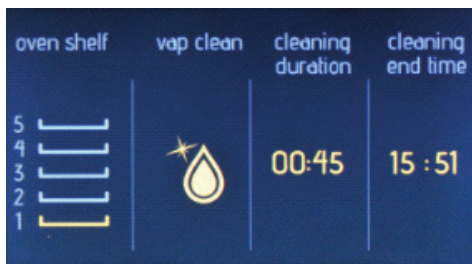 oven shelf
vap clean
cleaning
duration
cleaning
end time
5
4
3
2
1
00:45
15:51